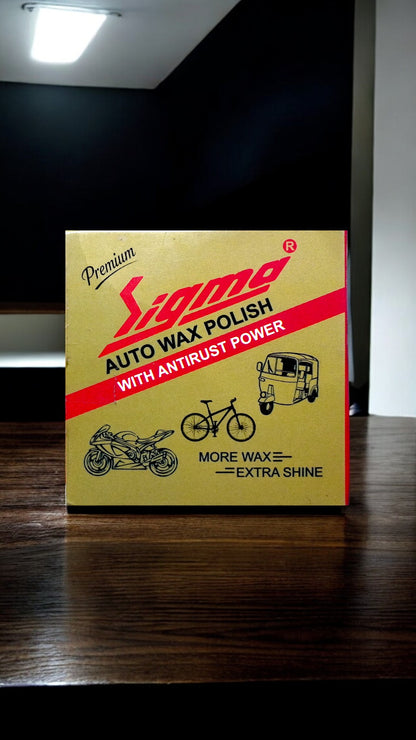 Premium
Sigma®
AUTO WAX POLISH
WITH ANTIRUST POWER
MORE WAX
EXTRA SHINE